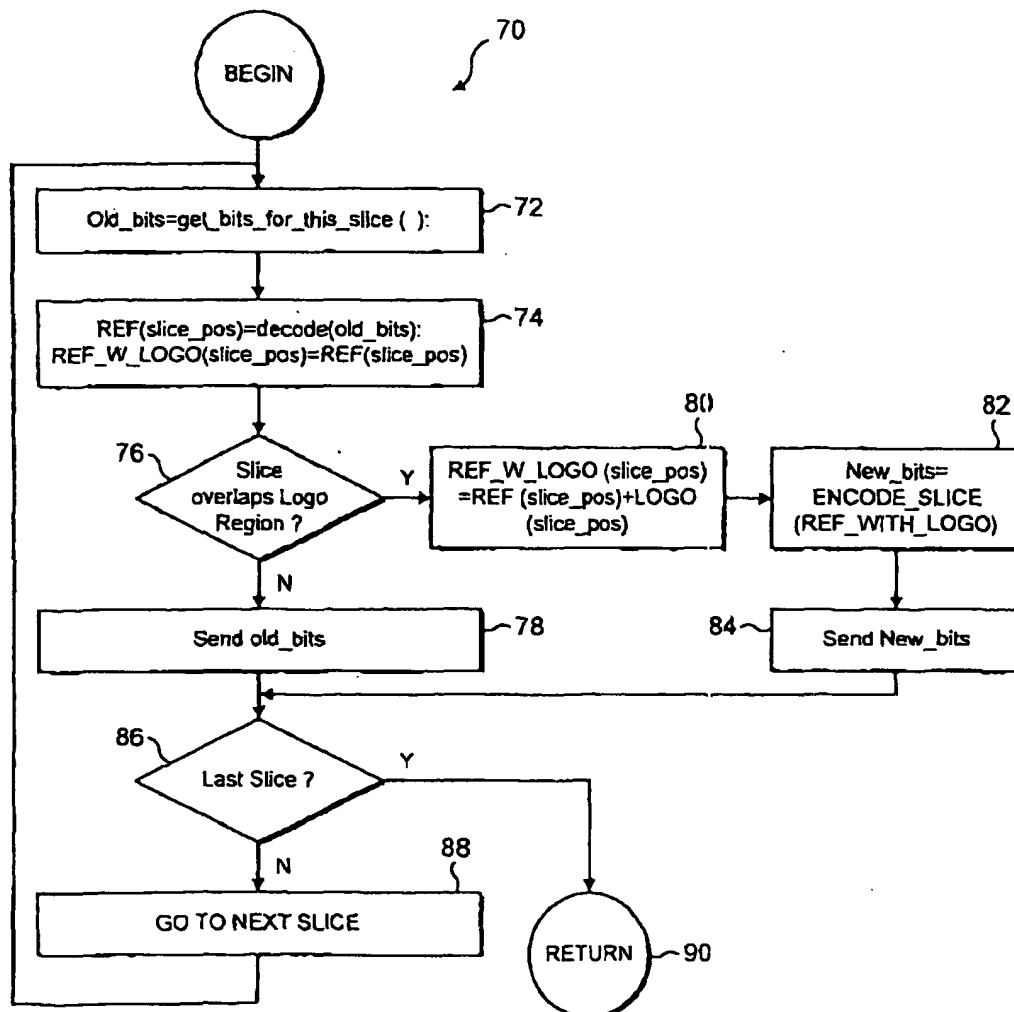 BEGIN
70
Old_bits=get_bits_for_this_slice ( ):
72
REF(slice_pos)=decode(old_bits):
REF_W_LOGO(slice_pos)=REF(slice_pos)
74
76
Slice
overlaps Logo
Region ?
Y
N
80
REF_W_LOGO (slice_pos)
=REF (slice_pos)+LOGO
(slice_pos)
82
New_bits=
ENCODE_SLICE
(REF_WITH_LOGO)
Send old_bits
78
84
Send New_bits
86
Last Slice ?
Y
N
88
GO TO NEXT SLICE
RETURN
90